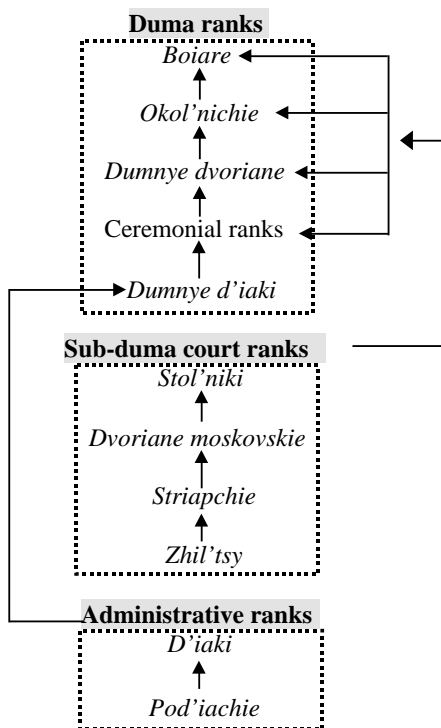 Duma ranks
Boiare
Okol’nichie
Dumnye dvoriane
Ceremonial ranks
Dumnye d’iaki
Sub-duma court ranks
Stol’niki
Dvoriane moskovskie
Striapchie
Zhil’tsy
Administrative ranks
D’iaki
Pod’iachie